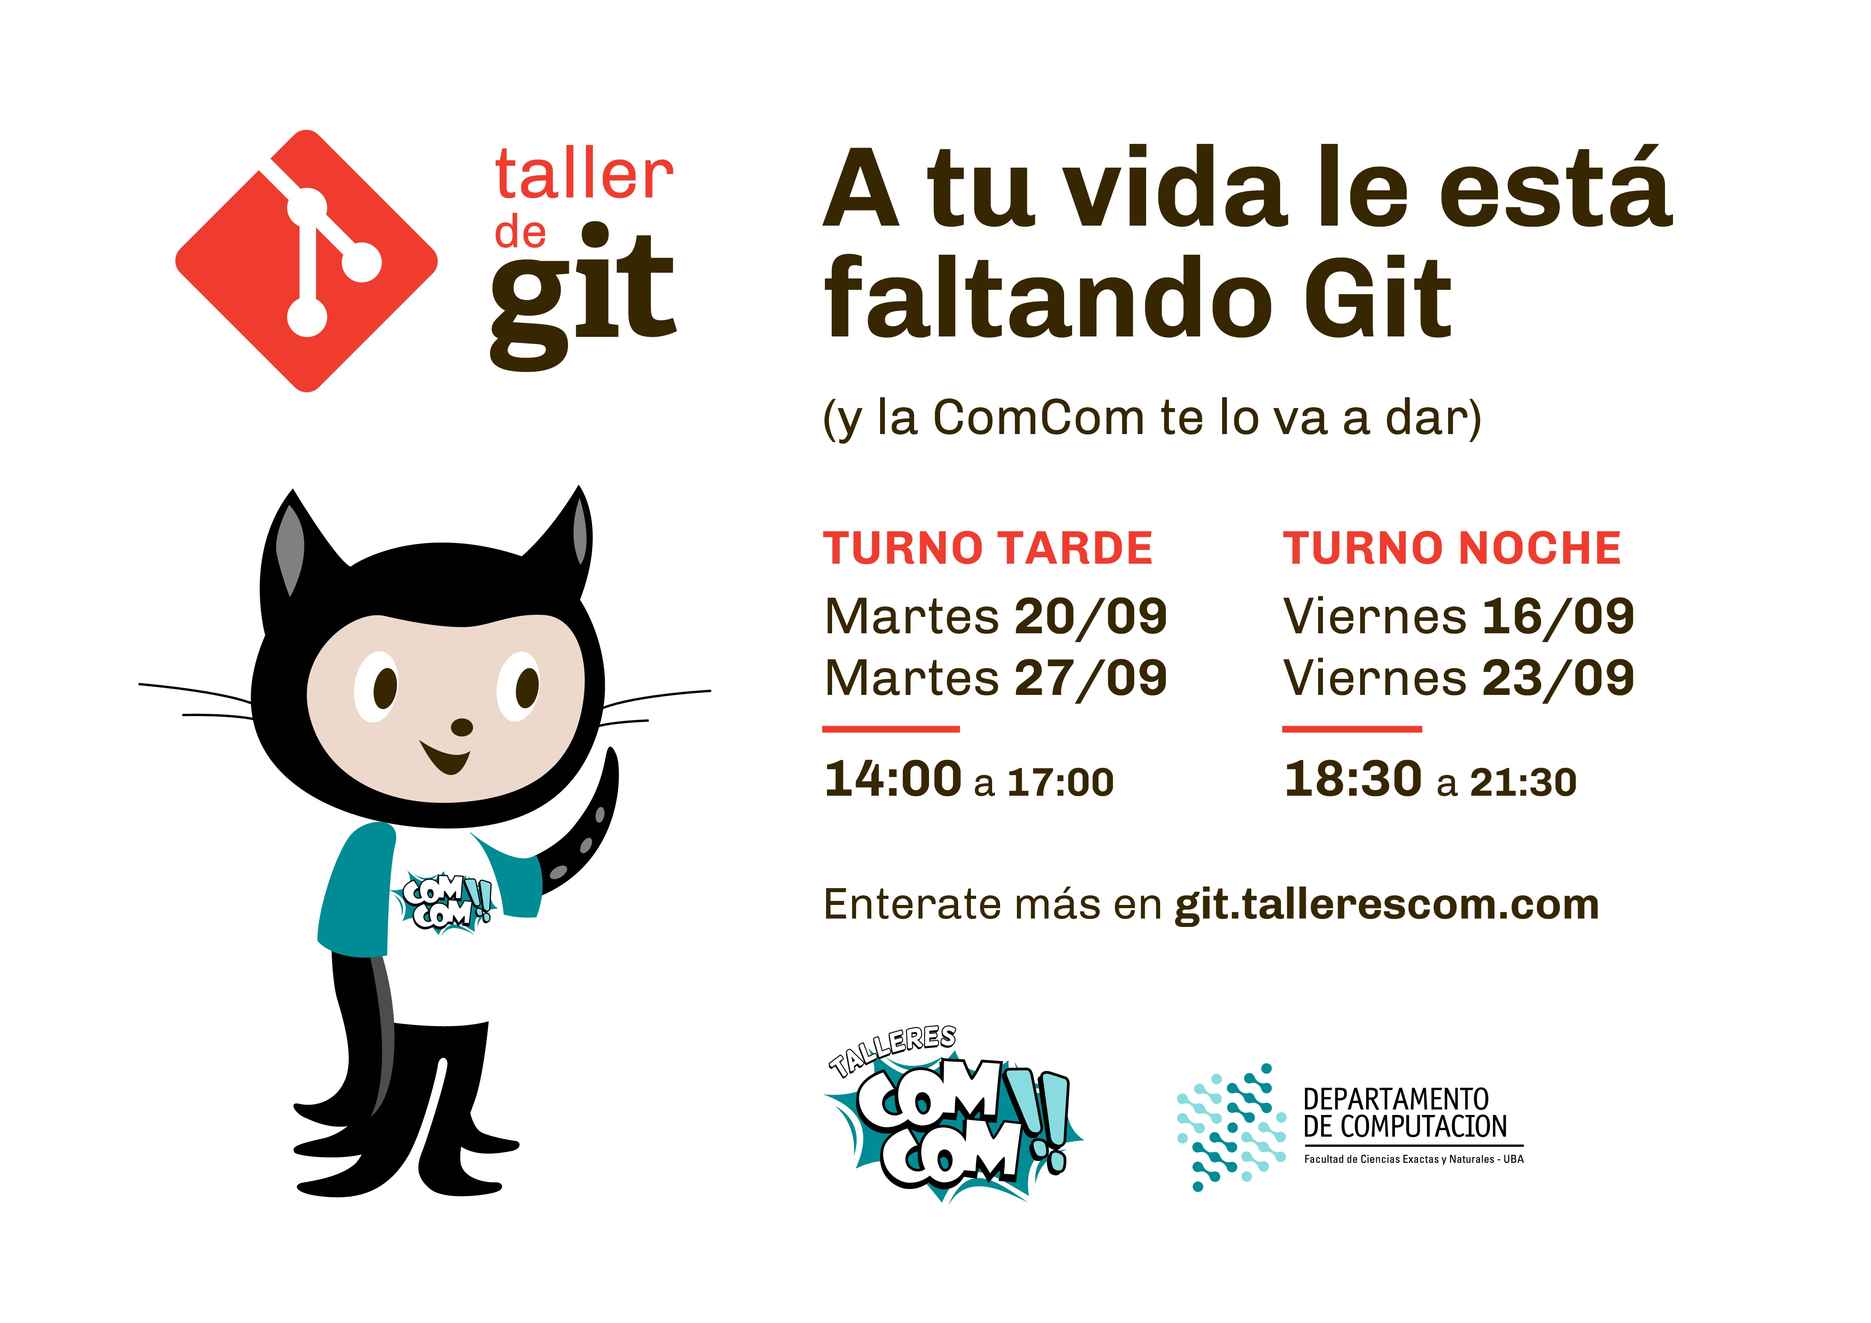 taller
de
git
A tu vida le está
faltando Git
(y la ComCom te lo va a dar)
TURNO TARDE
Martes 20/09
Martes 27/09
14:00 a 17:00
TURNO NOCHE
Viernes 16/09
Viernes 23/09
18:30 a 21:30
Enterate más en git.tallerescom.com
COM
COM!!
TALLERES
COM
COM!!
DEPARTAMENTO
DE COMPUTACION
Facultad de Ciencias Exactas y Naturales - UBA